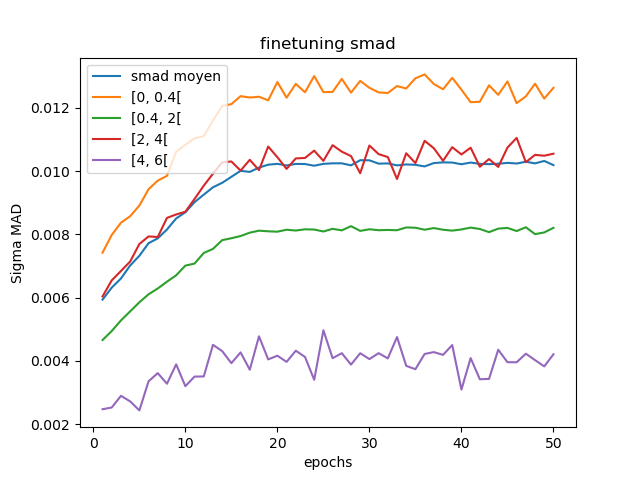 finetuning smad
smad moyen
[0, 0.4[
[0.4, 2[
[2, 4[
[4, 6[
0.012
0.010
0.008
0.006
0.004
0.002
Sigma MAD
0 10 20 30 40 50
epochs